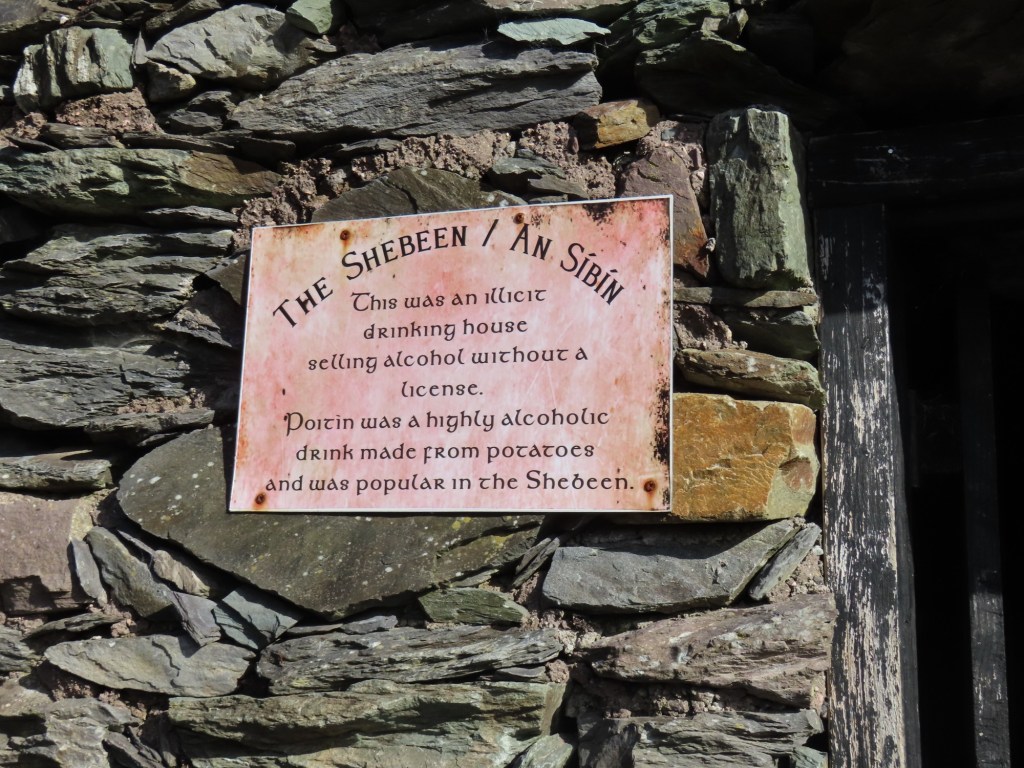 The Shebeen / An Síbín
This was an illicit
drinking house
selling alcohol without a
license.
Poitín was a highly alcoholic
drink made from potatoes
and was popular in the Shebeen.